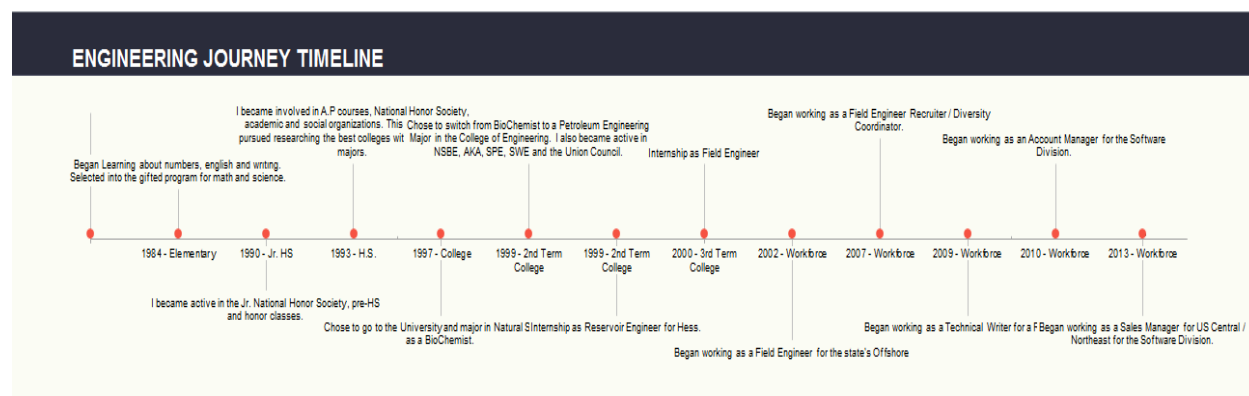 ENGINEERING JOURNEY TIMELINE
Began Learning about numbers, english and writing.
Selected into the gifted program for math and science.
I became involved in A.P courses, National Honor Society,
academic and social organizations. This
pursued researching the best colleges wit
majors.
Chose to switch from BioChemist to a Petroleum Engineering
Major in the College of Engineering. I also became active in
NSBE, AKA, SPE, SWE and the Union Council.
Internship as Field Engineer
Began working as a Field Engineer Recruiter / Diversity
Coordinator.
Began working as an Account Manager for the Software
Division.
1984 - Elementary
1990 - Jr. HS
1993 - H.S.
1997 - College
1999 - 2nd Term
College
1999 - 2nd Term
College
2000 - 3rd Term
College
2002 - Workforce
2007 - Workforce
2009 - Workforce
2010 - Workforce
2013 - Workforce
I became active in the Jr. National Honor Society, pre-HS
and honor classes.
Chose to go to the University and major in Natural S
as a BioChemist.
Internship as Reservoir Engineer for Hess.
Began working as a Field Engineer for the state's Offshore
Began working as a Technical Writer for a F
Began working as a Sales Manager for US Central /
Northeast for the Software Division.